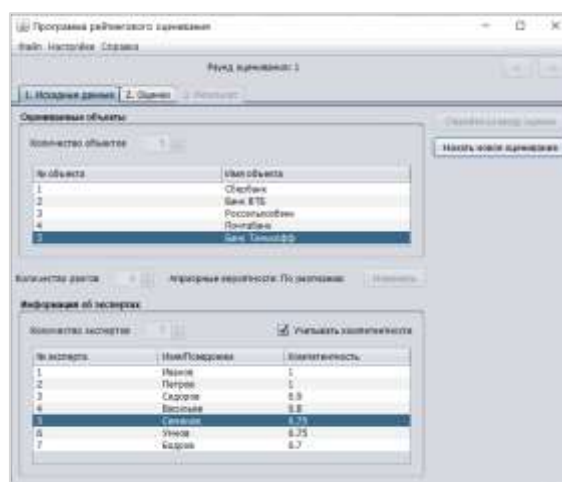 Программа рейтингового оценивания
Файл Настройки Справка
Раунд оценивания: 1
1. Исходные данные 2. Оценки 3. Результат
Оцениваемые объекты
Количество объектов 5
№ объекта Имя объекта
1 Сбербанк
2 Банк ВТБ
3 Россельхозбанк
4 Почтабанк
5 Банк Тинькофф
Начать новое оценивание
Количество рангов Априорные вероятности: По умолчанию Изменить
Информация об экспертах
Количество экспертов 7 Учитывать компетентности
№ эксперта Имя/Псевдоним Компетентность
1 Иванов 1
2 Петров 1
3 Сидоров 0.9
4 Васильев 0.8
5 Семенов 0.75
6 0.75
7 Бодров 0.7